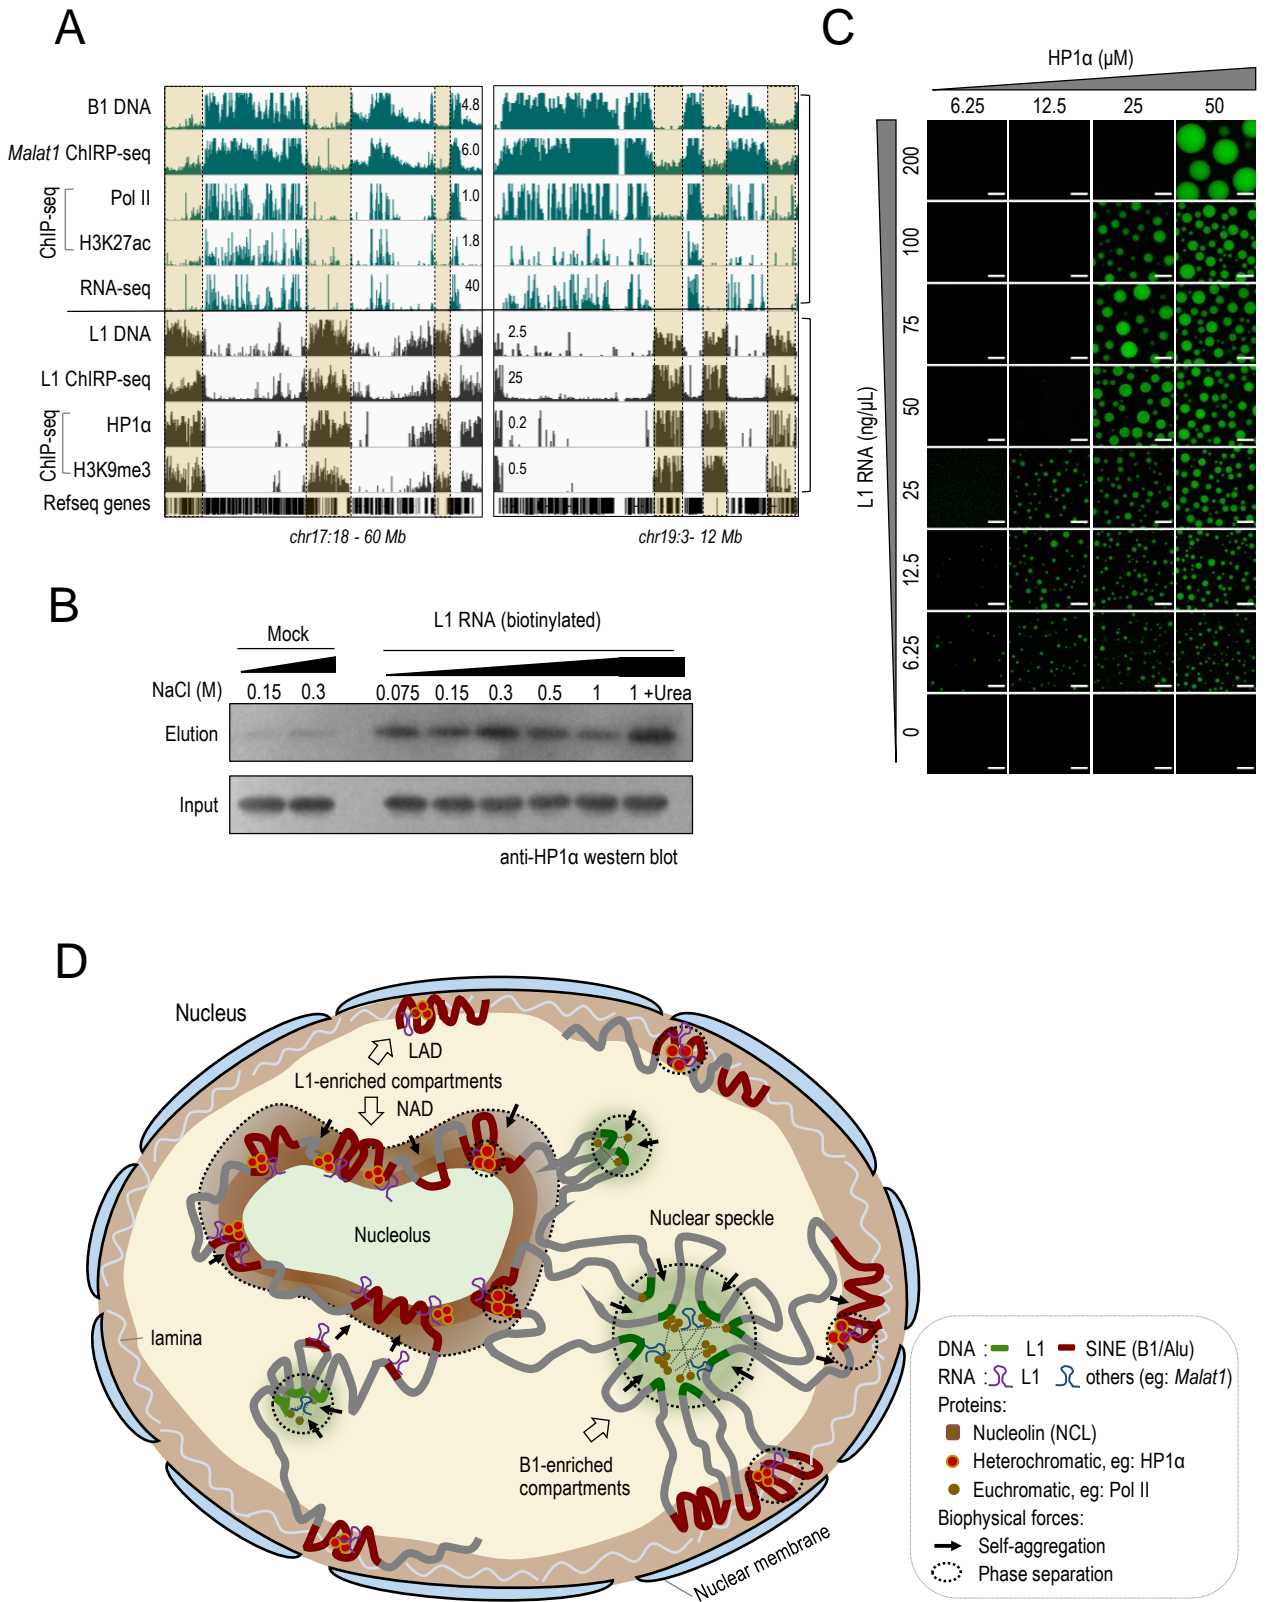 A
B1 DNA
4.8
Malat1 ChIRP-seq
6.0
ChIP-seq
Pol II
1.0
H3K27ac
1.8
RNA-seq
40
L1 DNA
2.5
L1 ChIRP-seq
25
ChIP-seq
HP1α
0.2
H3K9me3
0.5
Refseq genes
chr17:18 - 60 Mb
chr19:3- 12 Mb
B
Mock
L1 RNA (biotinylated)
NaCl (M)
0.15 0.3 0.075 0.15 0.3 0.5 1 1 +Urea
Elution
Input
anti-HP1α western blot
C
HP1α (µM)
6.25 12.5 25 50
L1 RNA (ng/µL)
200
100
75
50
25
12.5
6.25
0
D
Nucleus
LAD
L1-enriched compartments
NAD
Nucleolus
Nuclear speckle
lamina
B1-enriched
compartments
Nuclear membrane
DNA : L1 SINE (B1/Alu)
RNA : L1 others (eg: Malat1)
Proteins:
Nucleolin (NCL)
Heterochromatic, eg: HP1α
Euchromatic, eg: Pol II
Biophysical forces:
Self-aggregation
Phase separation